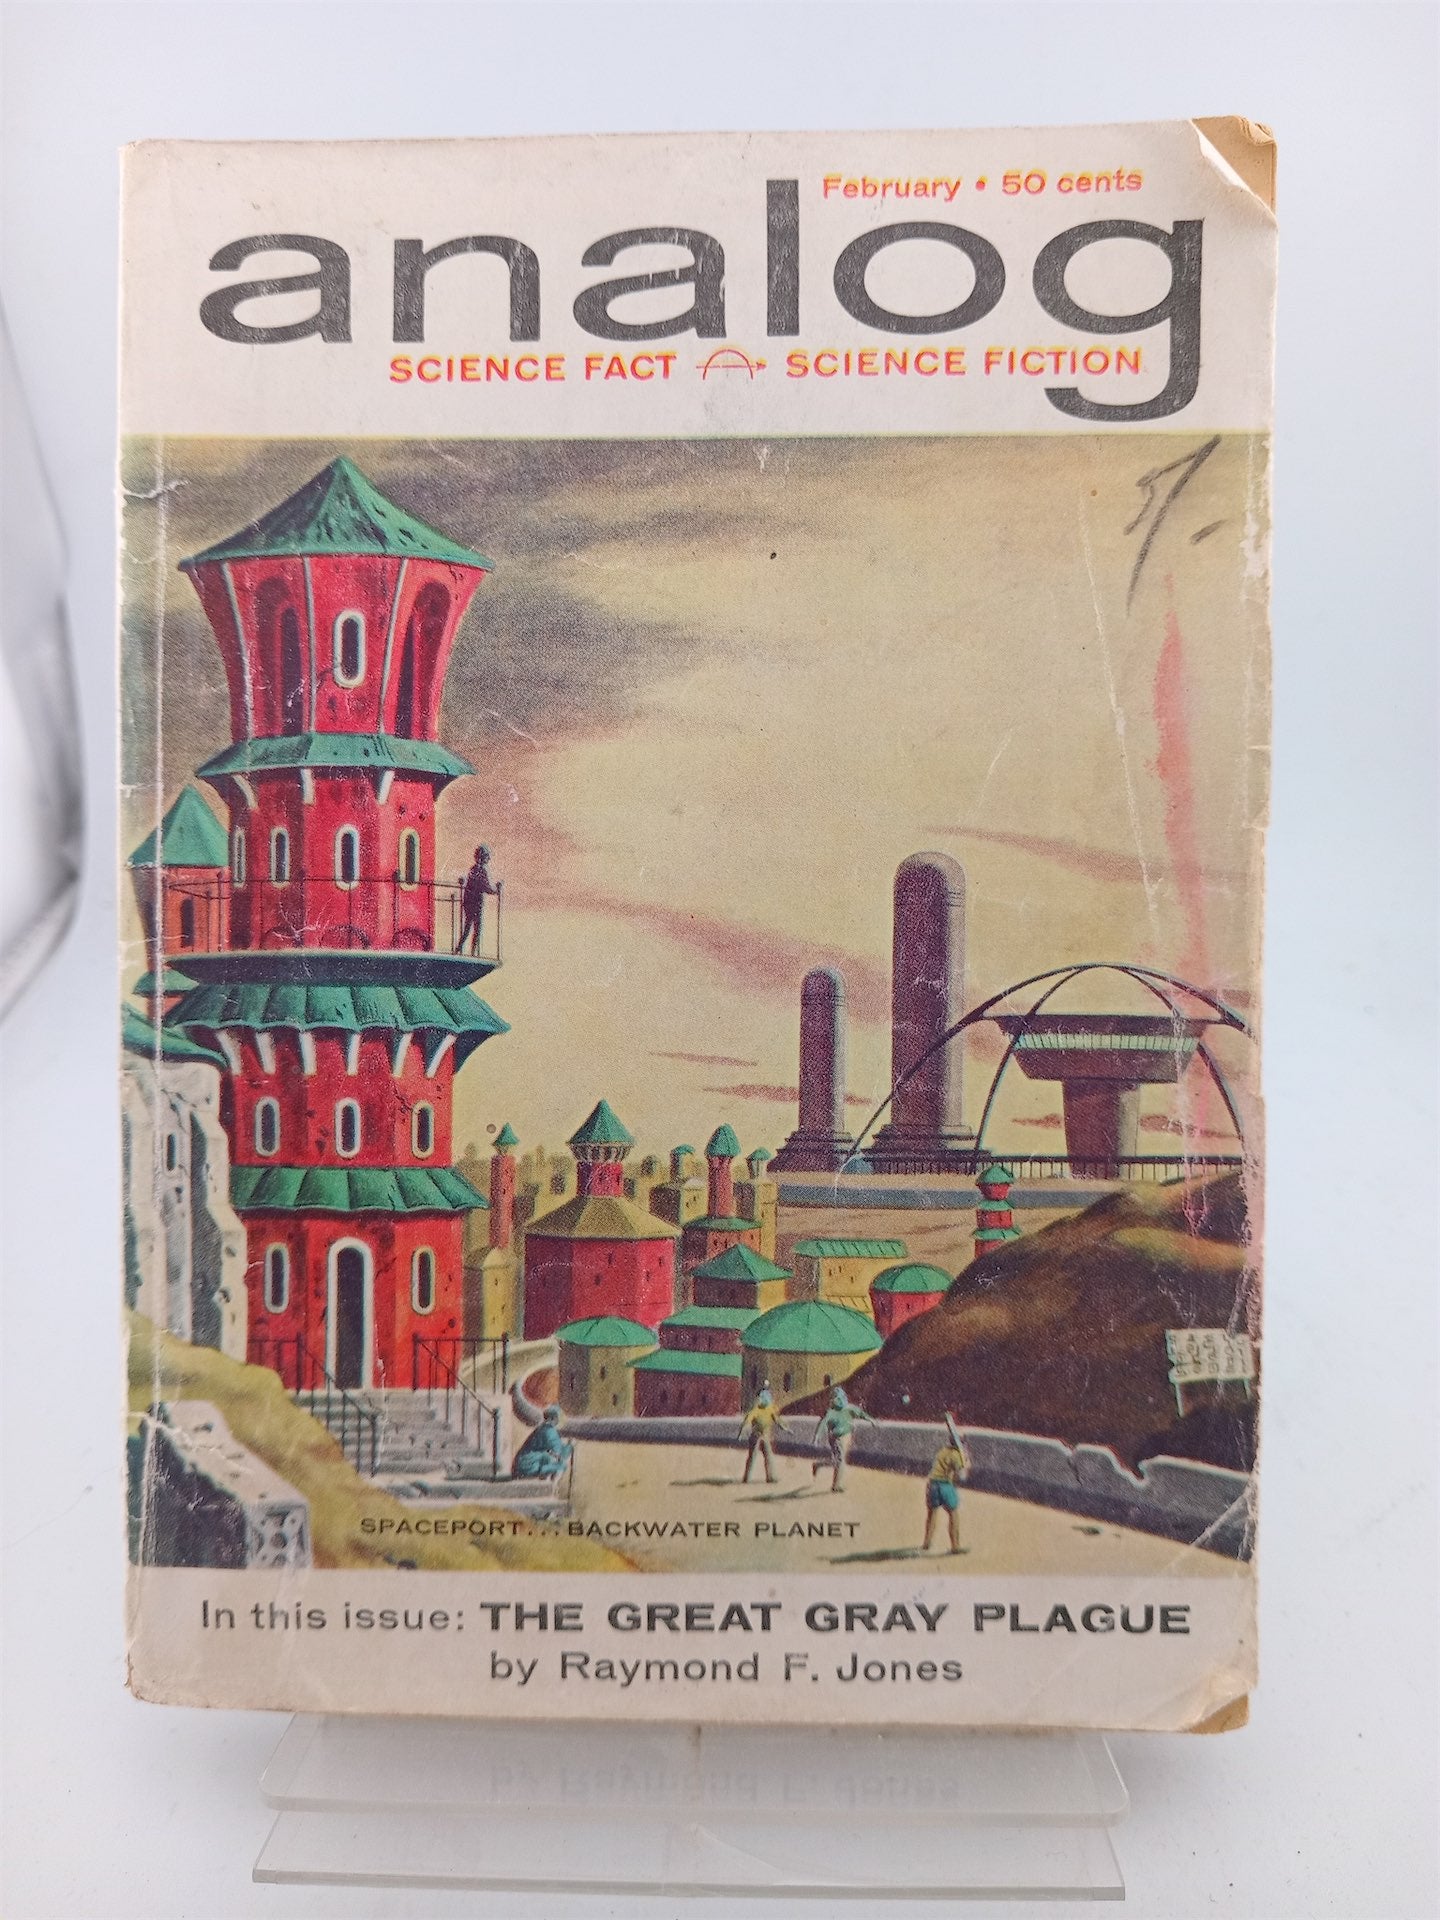 February • 50 cents
analog
SCIENCE FACT SCIENCE FICTION
SPACEPORT... BACKWATER PLANET
In this issue: THE GREAT GRAY PLAGUE
by Raymond F. Jones